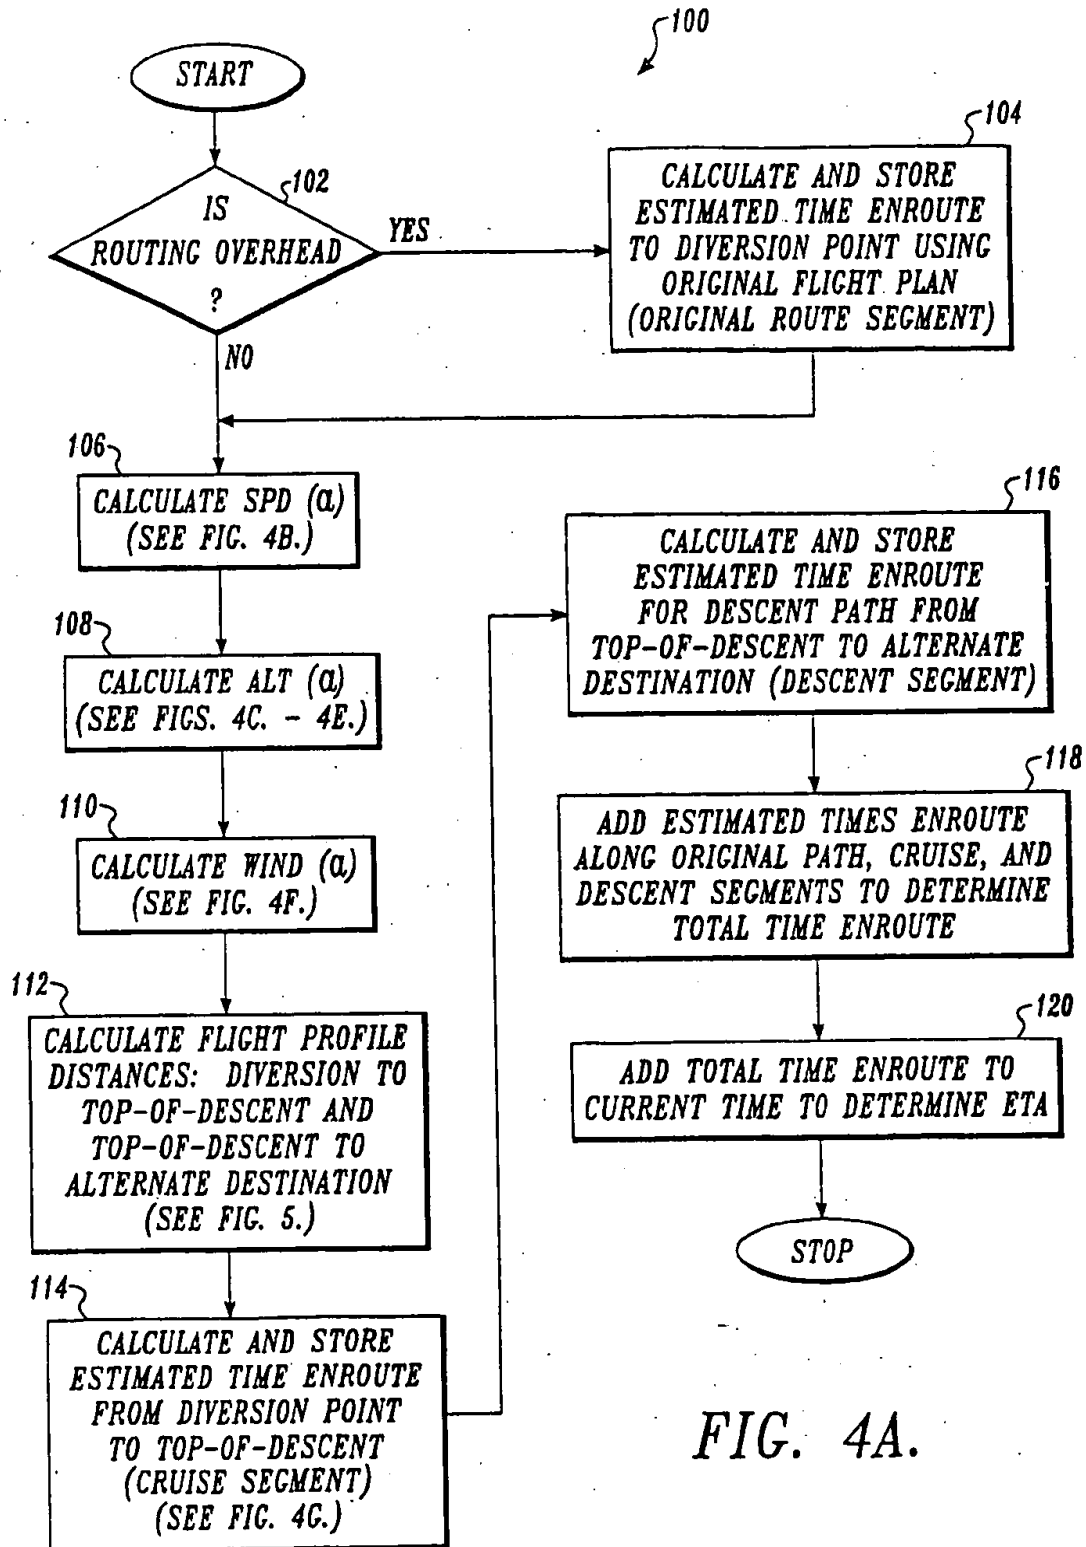 100
START
102
IS
ROUTING OVERHEAD
?
YES
NO
104
CALCULATE AND STORE
ESTIMATED TIME ENROUTE
TO DIVERSION POINT USING
ORIGINAL FLIGHT PLAN
(ORIGINAL ROUTE SEGMENT)
106
CALCULATE SPD (a)
(SEE FIG. 4B.)
108
CALCULATE ALT (a)
(SEE FIGS. 4C. - 4E.)
110
CALCULATE WIND (a)
(SEE FIG. 4F.)
112
CALCULATE FLIGHT PROFILE
DISTANCES: DIVERSION TO
TOP-OF-DESCENT AND
TOP-OF-DESCENT TO
ALTERNATE DESTINATION
(SEE FIG. 5.)
114
CALCULATE AND STORE
ESTIMATED TIME ENROUTE
FROM DIVERSION POINT
TO TOP-OF-DESCENT
(CRUISE SEGMENT)
(SEE FIG. 4G.)
116
CALCULATE AND STORE
ESTIMATED TIME ENROUTE
FOR DESCENT PATH FROM
TOP-OF-DESCENT TO ALTERNATE
DESTINATION (DESCENT SEGMENT)
118
ADD ESTIMATED TIMES ENROUTE
ALONG ORIGINAL PATH, CRUISE, AND
DESCENT SEGMENTS TO DETERMINE
TOTAL TIME ENROUTE
120
ADD TOTAL TIME ENROUTE TO
CURRENT TIME TO DETERMINE ETA
STOP
FIG. 4A.